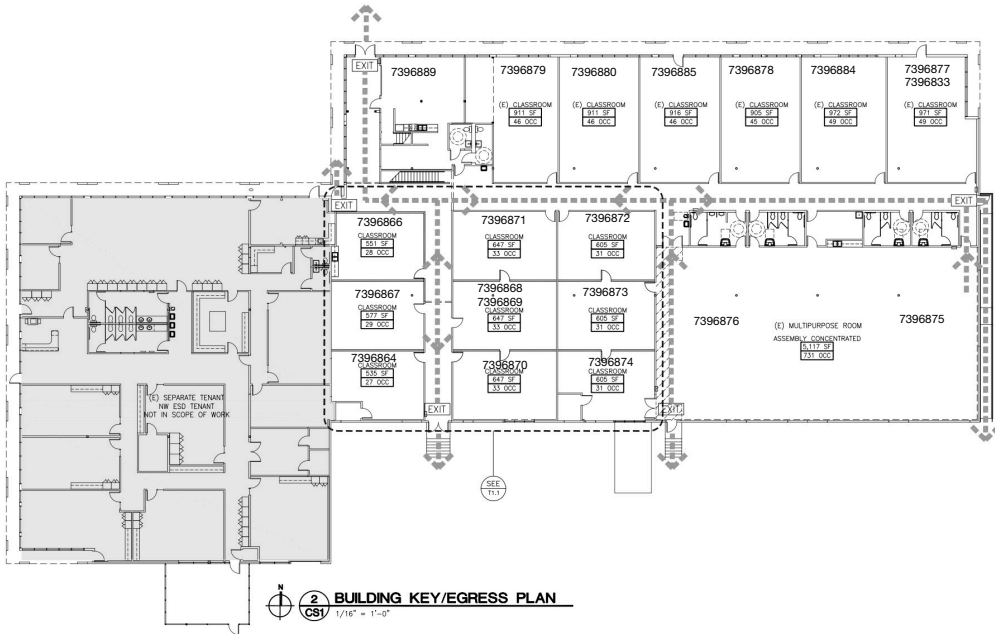 EXIT
7396889
7396879
(E) CLASSROOM
911 SF
46 OCC
7396880
(E) CLASSROOM
911 SF
46 OCC
7396885
(E) CLASSROOM
916 SF
46 OCC
7396878
(E) CLASSROOM
905 SF
45 OCC
7396884
(E) CLASSROOM
972 SF
49 OCC
7396877
7396833
(E) CLASSROOM
971 SF
49 OCC
EXIT
EXIT
7396866
CLASSROOM
551 SF
28 OCC
7396871
CLASSROOM
647 SF
33 OCC
7396872
CLASSROOM
605 SF
31 OCC
7396867
CLASSROOM
577 SF
29 OCC
7396868
7396869
CLASSROOM
647 SF
33 OCC
7396873
CLASSROOM
605 SF
31 OCC
7396876
7396875
(E) MULTIPURPOSE ROOM
ASSEMBLY CONCENTRATED
5,117 SF
731 OCC
7396864
CLASSROOM
535 SF
27 OCC
7396870
CLASSROOM
647 SF
33 OCC
7396874
CLASSROOM
605 SF
31 OCC
(E) SEPARATE TENANT
NW ESD TENANT
NOT IN SCOPE OF WORK
EXIT
EXIT
SEE
T1.1
N
2
CS1
BUILDING KEY/EGRESS PLAN
1/16" = 1'-0"